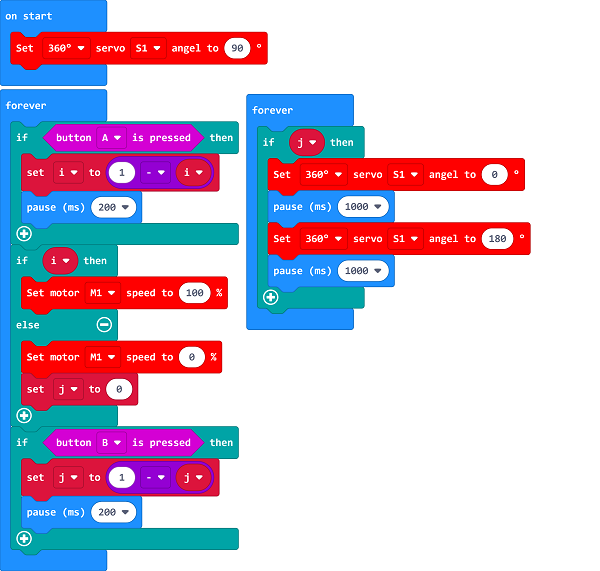 on start
Set 360° servo S1 angel to 90 °
forever
if button A is pressed then
set i to 1 - i
pause (ms) 200
if i then
Set motor M1 speed to 100 %
else
Set motor M1 speed to 0 %
set j to 0
if button B is pressed then
set j to 1 - j
pause (ms) 200
forever
if j then
Set 360° servo S1 angel to 0 °
pause (ms) 1000
Set 360° servo S1 angel to 180 °
pause (ms) 1000